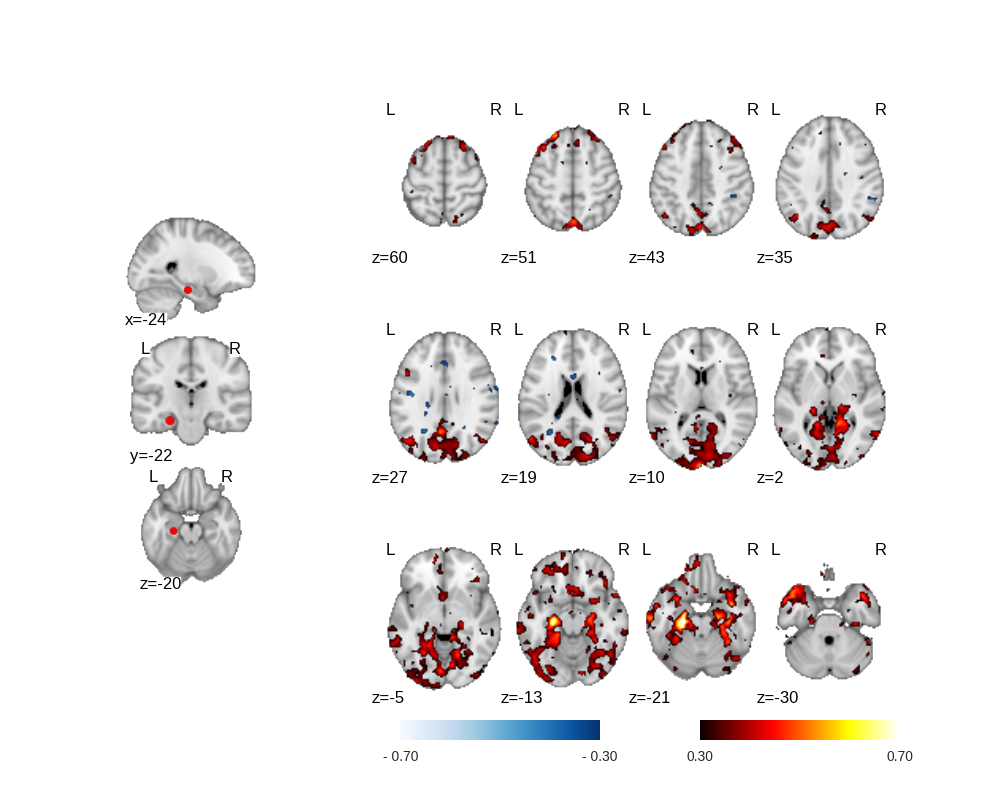 L R L R L R L R
z=60 z=51 z=43 z=35
x=-24
L R
y=-22
L R
z=-20
L R L R L R L R
z=27 z=19 z=10 z=2
L R L R L R L R
z=-5 z=-13 z=-21 z=-30
- 0.70 - 0.30 0.30 0.70